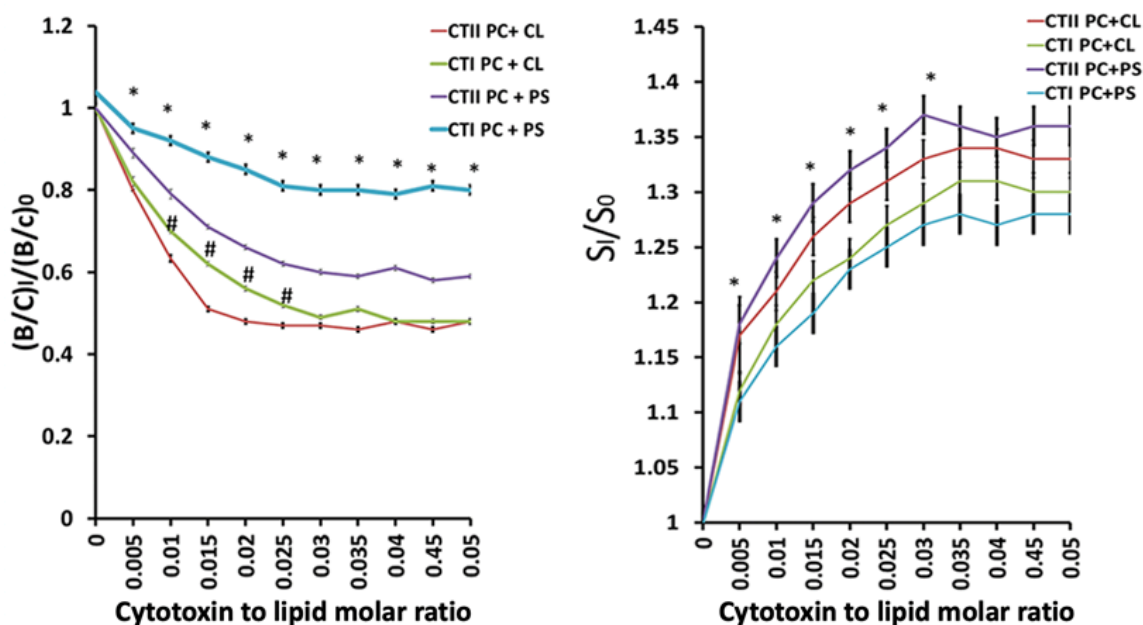 1.2
1
0.8
0.6
0.4
0.2
0
(B/C)I/(B/c)0
CTII PC+ CL
CTI PC + CL
CTII PC + PS
CTI PC + PS
* * * * * * * * * *
# # # #
0 0.005 0.01 0.015 0.02 0.025 0.03 0.035 0.04 0.45 0.05
Cytotoxin to lipid molar ratio
1.45
1.4
1.35
1.3
1.25
1.2
1.15
1.1
1.05
1
SI/S0
CTII PC+CL
CTI PC+CL
CTII PC+PS
CTI PC+PS
* * * * * *
0 0.005 0.01 0.015 0.02 0.025 0.03 0.035 0.04 0.45 0.05
Cytotoxin to lipid molar ratio